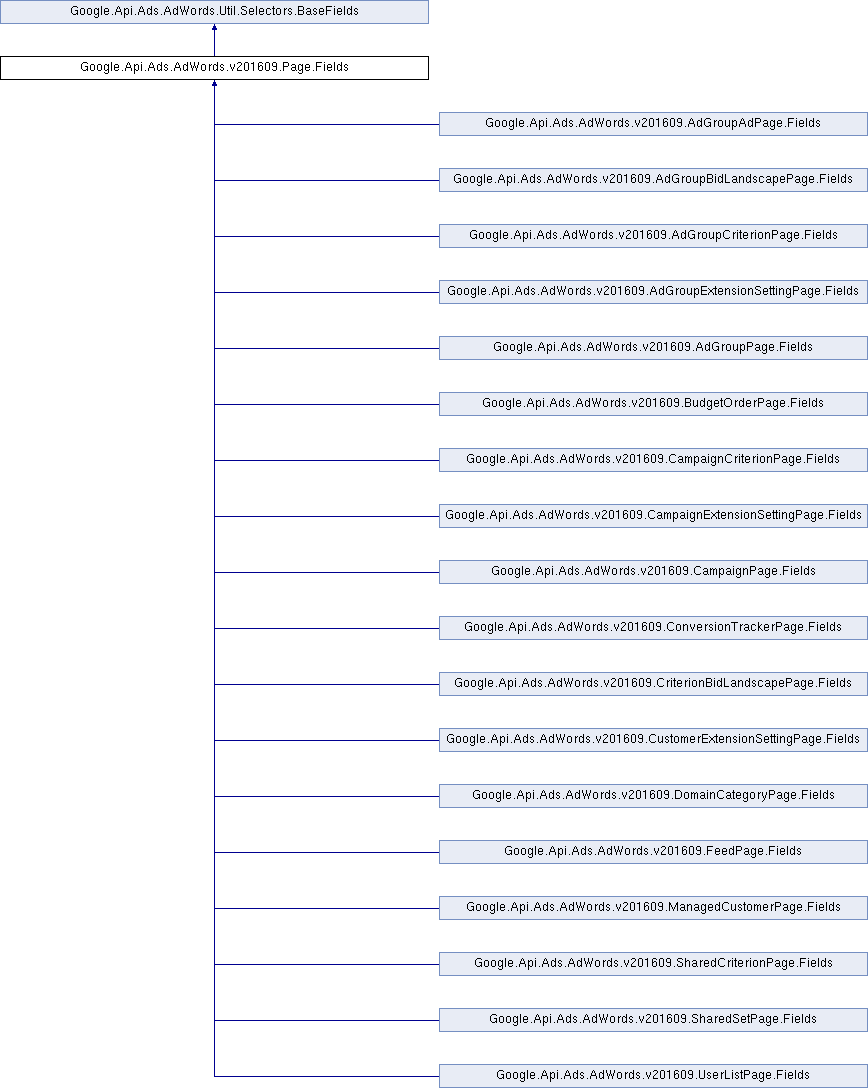 Google.Api.Ads.AdWords.Util.Selectors.BaseFields
Google.Api.Ads.AdWords.v201609.Page.Fields
Google.Api.Ads.AdWords.v201609.AdGroupAdPage.Fields
Google.Api.Ads.AdWords.v201609.AdGroupBidLandscapePage.Fields
Google.Api.Ads.AdWords.v201609.AdGroupCriterionPage.Fields
Google.Api.Ads.AdWords.v201609.AdGroupExtensionSettingPage.Fields
Google.Api.Ads.AdWords.v201609.AdGroupPage.Fields
Google.Api.Ads.AdWords.v201609.BudgetOrderPage.Fields
Google.Api.Ads.AdWords.v201609.CampaignCriterionPage.Fields
Google.Api.Ads.AdWords.v201609.CampaignExtensionSettingPage.Fields
Google.Api.Ads.AdWords.v201609.CampaignPage.Fields
Google.Api.Ads.AdWords.v201609.ConversionTrackerPage.Fields
Google.Api.Ads.AdWords.v201609.CriterionBidLandscapePage.Fields
Google.Api.Ads.AdWords.v201609.CustomerExtensionSettingPage.Fields
Google.Api.Ads.AdWords.v201609.DomainCategoryPage.Fields
Google.Api.Ads.AdWords.v201609.FeedPage.Fields
Google.Api.Ads.AdWords.v201609.ManagedCustomerPage.Fields
Google.Api.Ads.AdWords.v201609.SharedCriterionPage.Fields
Google.Api.Ads.AdWords.v201609.SharedSetPage.Fields
Google.Api.Ads.AdWords.v201609.UserListPage.Fields